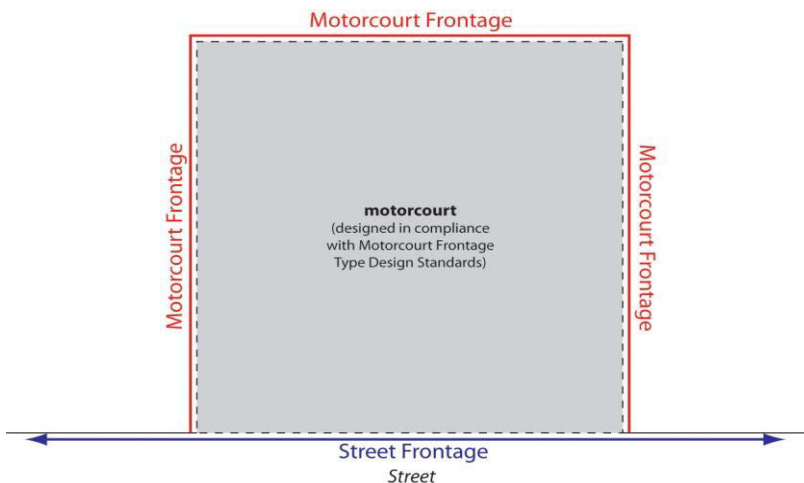 Motorcourt Frontage
Motorcourt Frontage
motorcourt
(designed in compliance
with Motorcourt Frontage
Type Design Standards)
Motorcourt Frontage
Street Frontage
Street